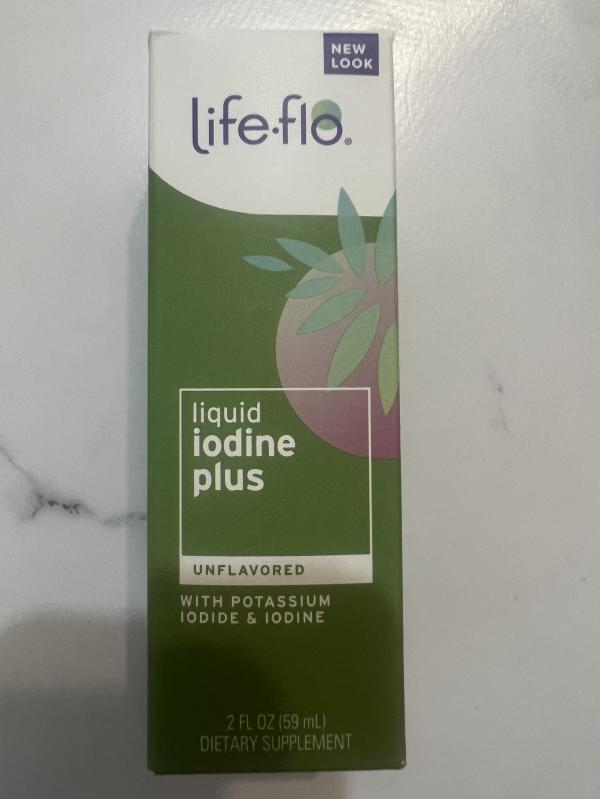 NEW
LOOK
life·flo®
liquid
iodine
plus
UNFLAVORED
WITH POTASSIUM
IODIDE & IODINE
2 FL OZ (59 mL)
DIETARY SUPPLEMENT